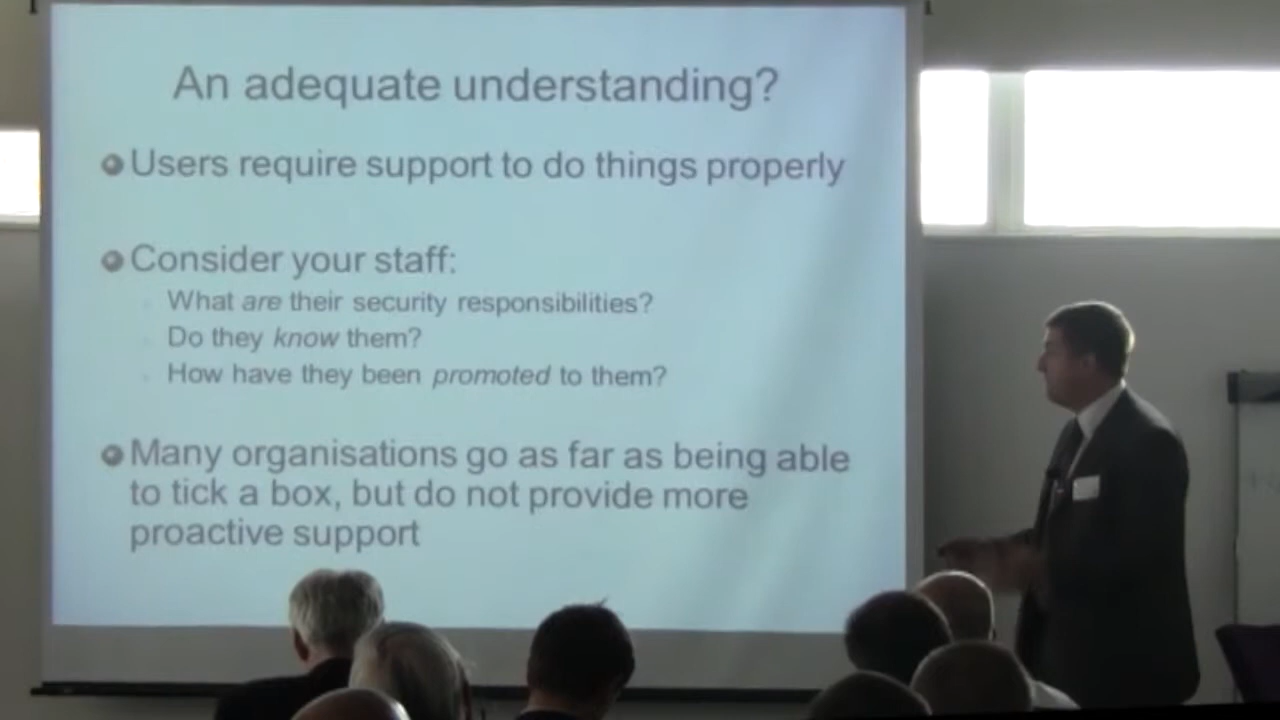 An adequate understanding?
Users require support to do things properly
Consider your staff:
What are their security responsibilities?
Do they know them?
How have they been promoted to them?
Many organisations go as far as being able
to tick a box, but do not provide more
proactive support